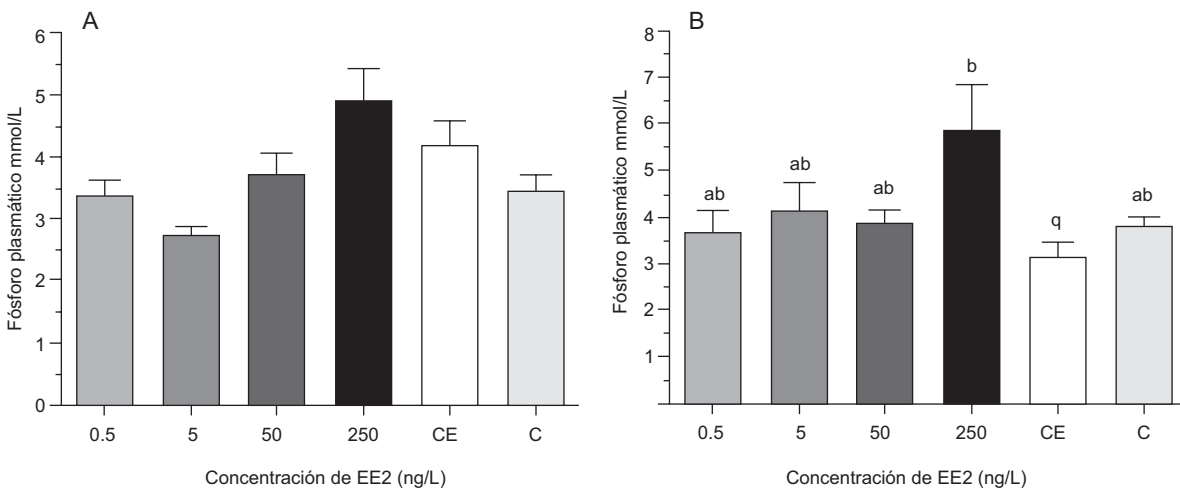 A
Fósforo plasmático mmol/L
6
5
4
3
2
1
0
0.5 5 50 250 CE C
Concentración de EE2 (ng/L)
B
Fósforo plasmático mmol/L
8
7
6
5
4
3
2
1
ab ab ab b q ab
0.5 5 50 250 CE C
Concentración de EE2 (ng/L)